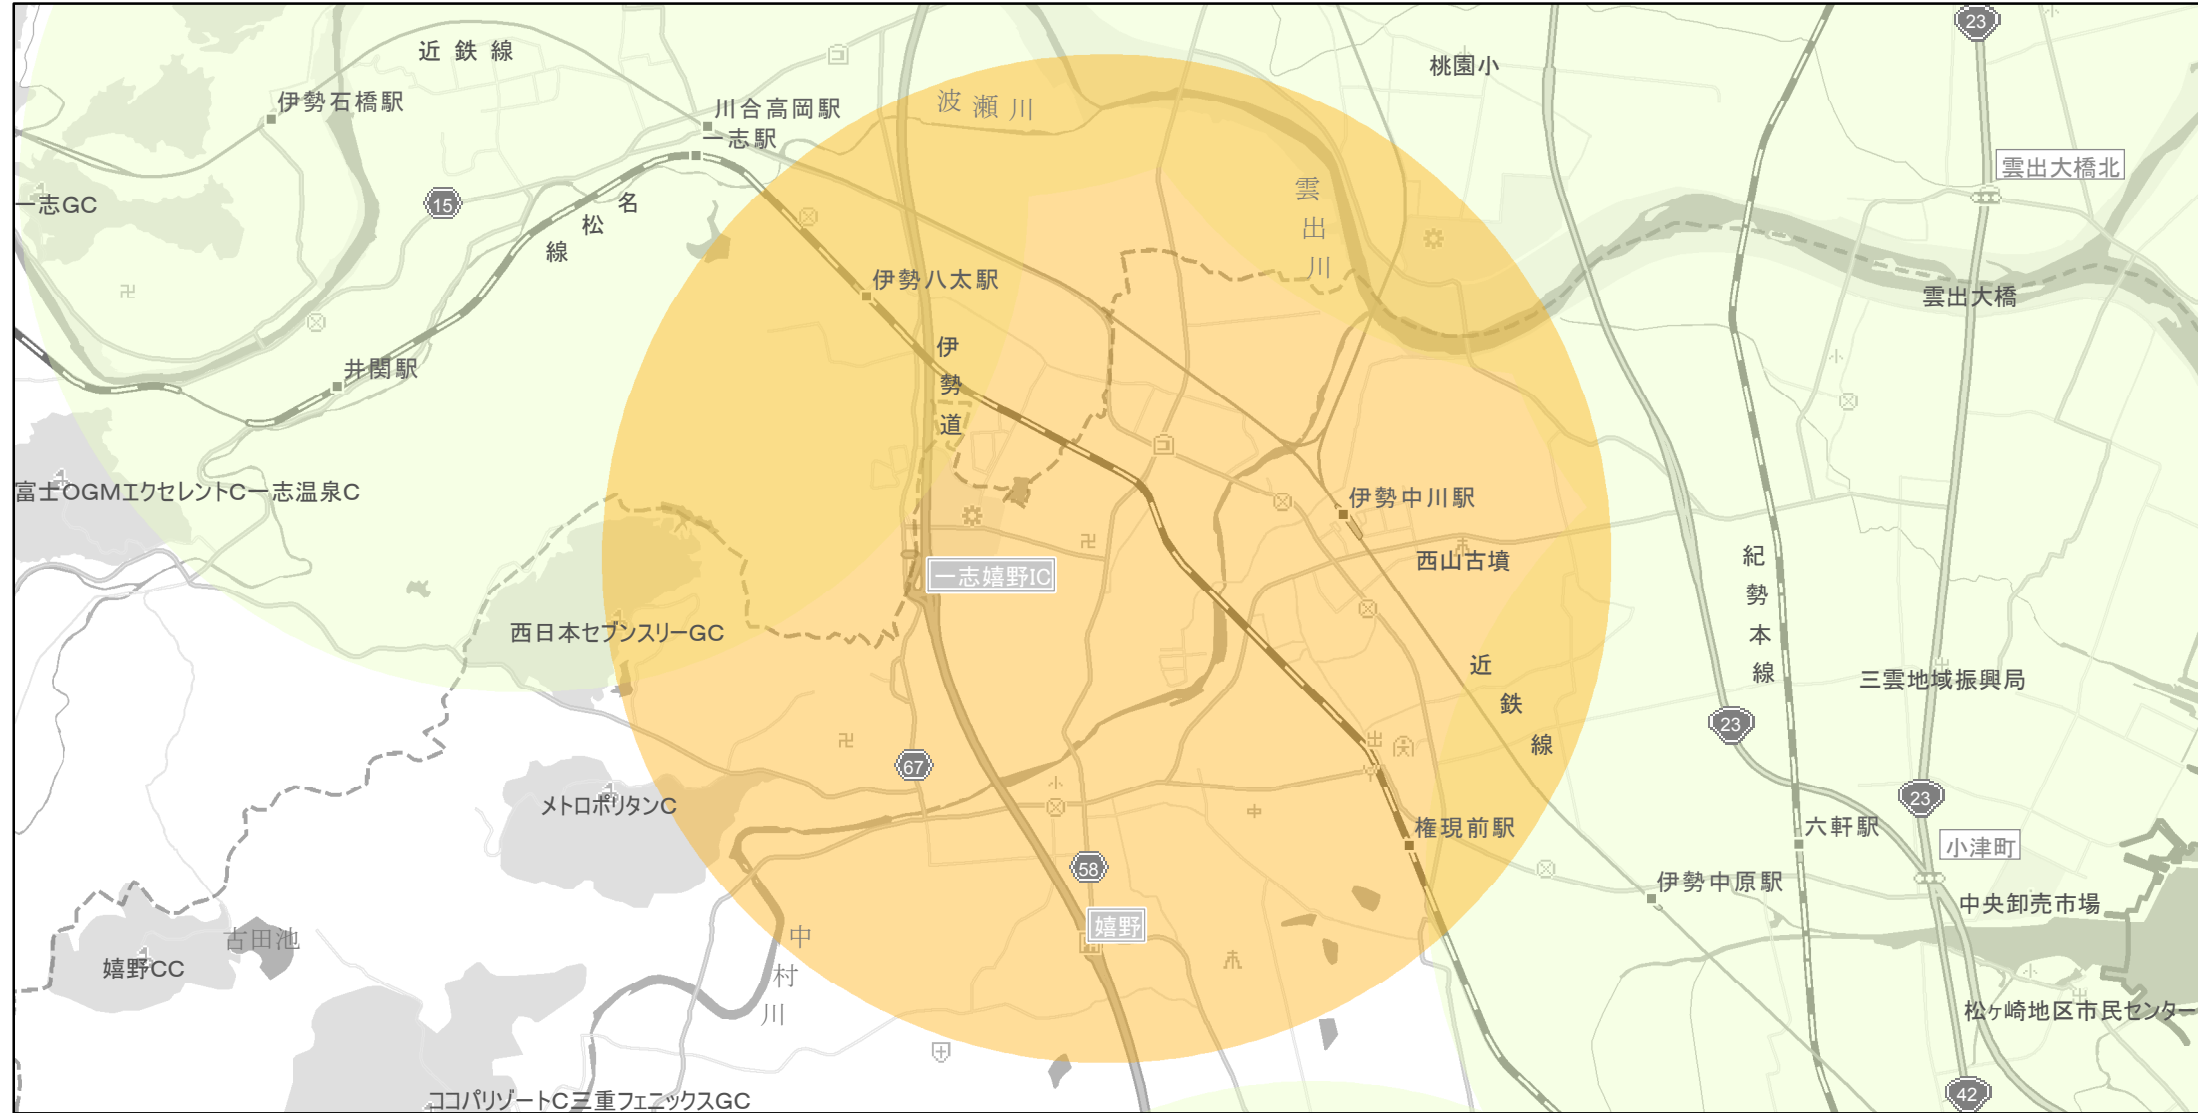 23
近鉄線
桃園小
伊勢石橋駅
川合高岡駅
波瀬川
一志駅
雲出大橋北
一志GC
15
名松線
雲出川
伊勢八太駅
雲出大橋
伊勢道
井関駅
富士OGMエクセレントC一志温泉C
伊勢中川駅
西山古墳
一志嬉野IC
紀勢本線
西日本セブンスリーGC
近鉄線
三雲地域振興局
23
67
メトロポリタンC
23
権現前駅
六軒駅
小津町
58
伊勢中原駅
中央卸売市場
嬉野
古田池
中村川
嬉野CC
松ヶ崎地区市民センター
42
ココパリゾートC三重フェニックスGC